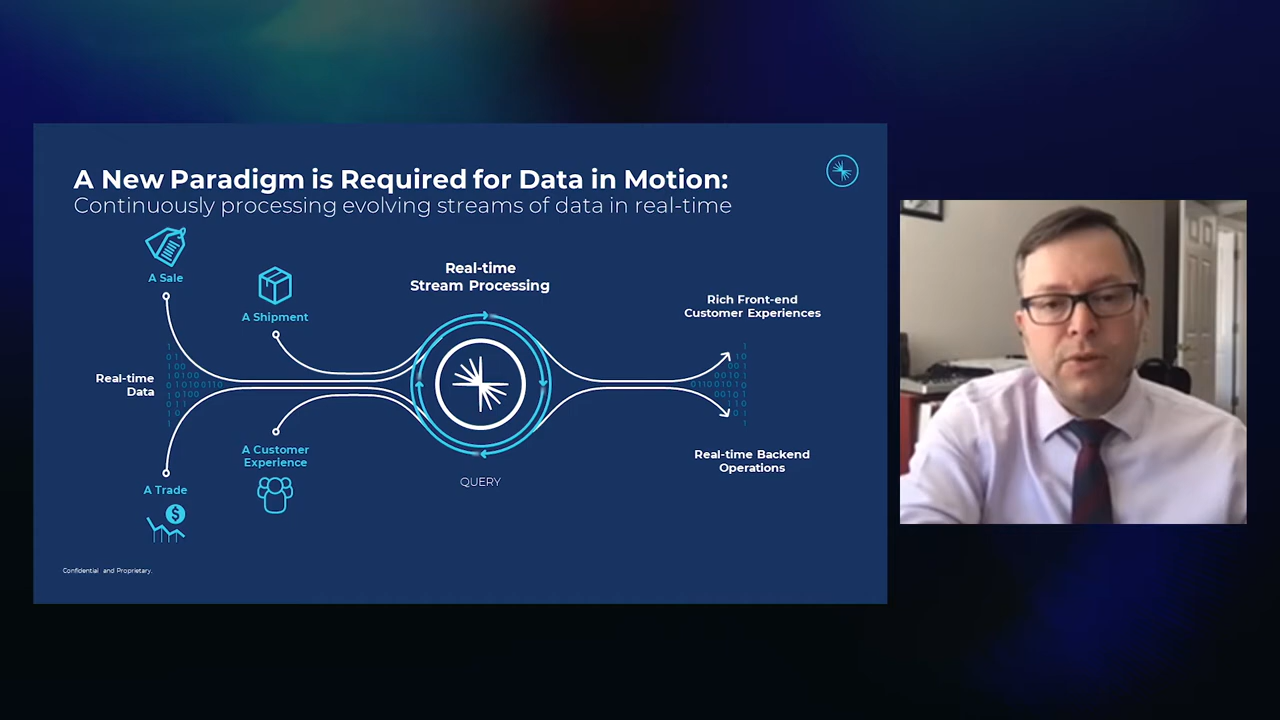 A New Paradigm is Required for Data in Motion:
Continuously processing evolving streams of data in real-time
A Sale
A Shipment
Real-time
Stream Processing
Rich Front-end
Customer Experiences
Real-time
Data
A Customer
Experience
Real-time Backend
Operations
A Trade
$
QUERY
Confidential and Proprietary.